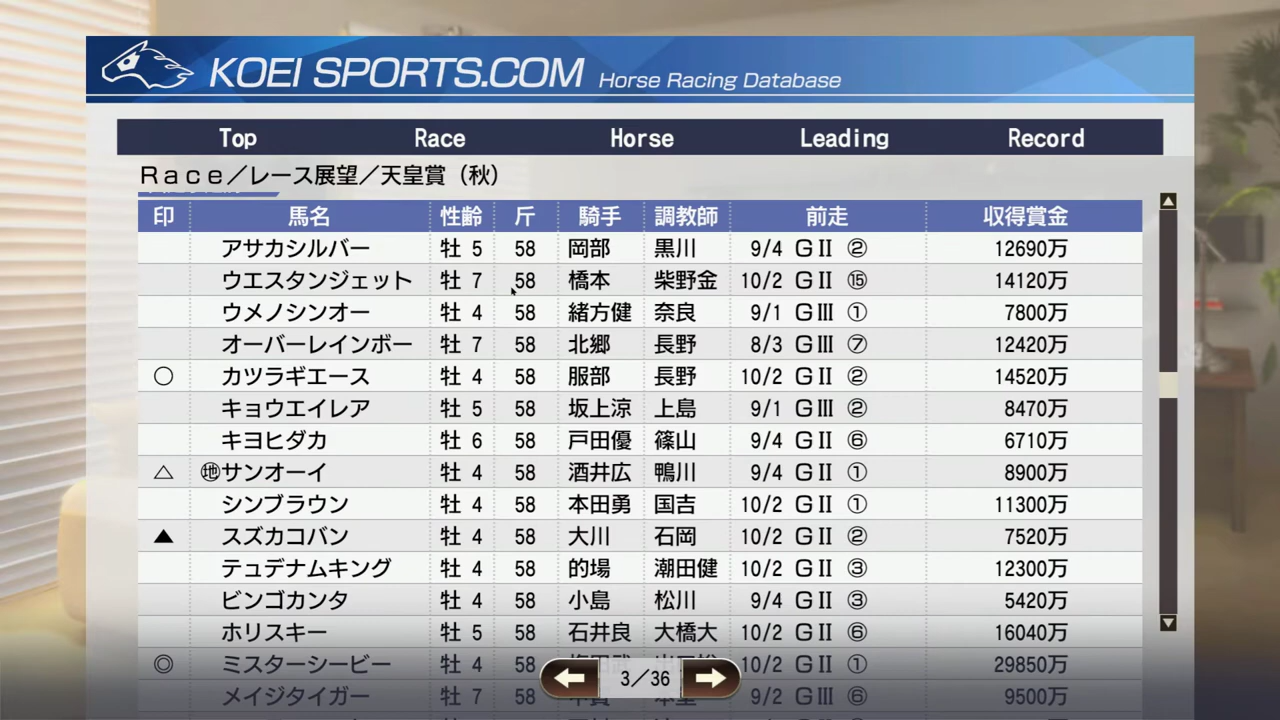 KOEI SPORTS.COM Horse Racing Database
Top Race Horse Leading Record
Race/レース展望/天皇賞(秋)
印 馬名 性齢 斤 騎手 調教師 前走 収得賞金
アサカシルバー 牡 5 58 岡部 黒川 9/4 GⅡ ② 12690万
ウエスタンジェット 牡 7 58 橋本 柴野金 10/2 GⅡ ⑮ 14120万
ウメノシンオー 牡 4 58 緒方健 奈良 9/1 GⅢ ① 7800万
オーバーレインボー 牡 7 58 北郷 長野 8/3 GⅢ ⑦ 12420万
○ カツラギエース 牡 4 58 服部 長野 10/2 GⅡ ② 14520万
キョウエイレア 牡 5 58 坂上涼 上島 9/1 GⅢ ② 8470万
キヨヒダカ 牡 6 58 戸田優 篠山 9/4 GⅡ ⑥ 6710万
△ 地サンオーイ 牡 4 58 酒井広 鴨川 9/4 GⅡ ① 8900万
シンブラウン 牡 4 58 本田勇 国吉 10/2 GⅡ ① 11300万
▲ スズカコバン 牡 4 58 大川 石岡 10/2 GⅡ ② 7520万
テュデナムキング 牡 4 58 的場 潮田健 10/2 GⅡ ③ 12300万
ビンゴカンタ 牡 4 58 小島 松川 9/4 GⅡ ③ 5420万
ホリスキー 牡 5 58 石井良 大橋大 10/2 GⅡ ⑥ 16040万
◎ ミスターシービー 牡 4 58 10/2 GⅡ ① 29850万
メイジタイガー 牡 7 58 9/2 GⅢ ⑥ 9500万
3/36